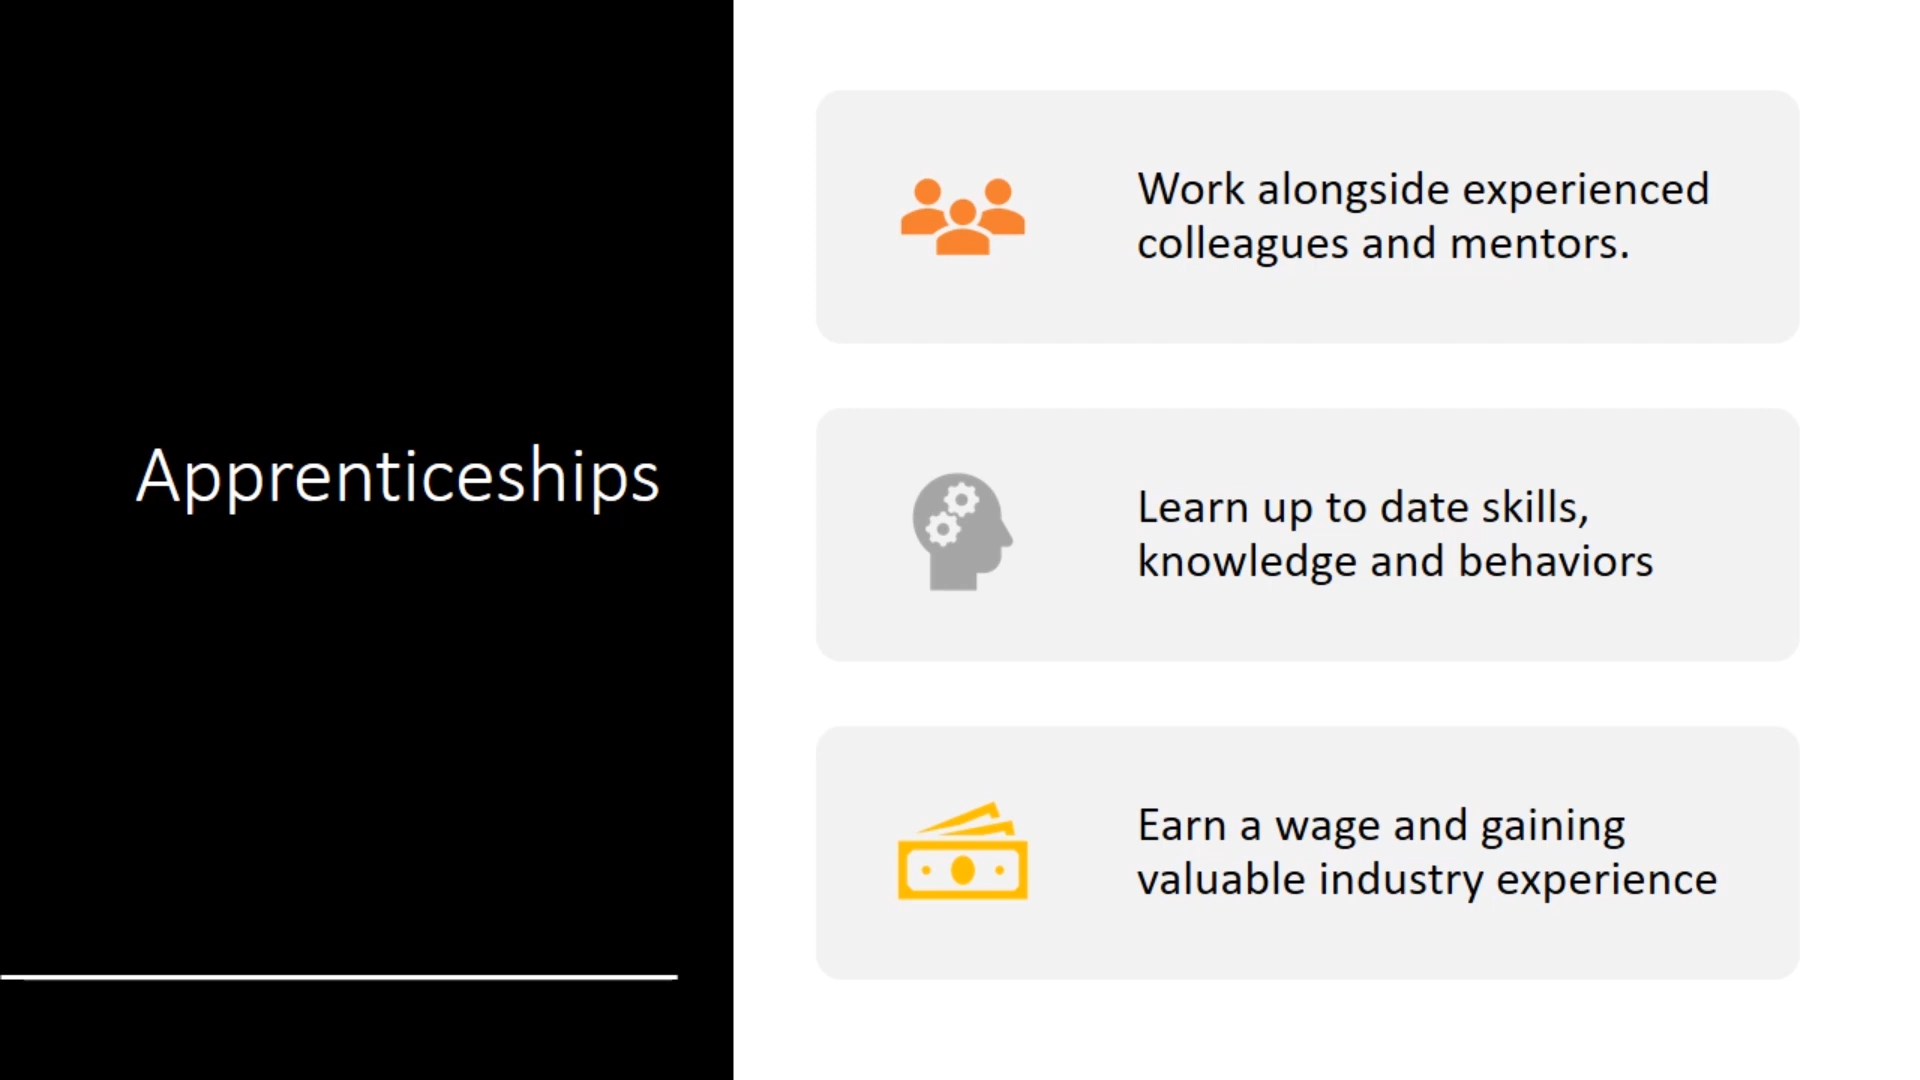 Apprenticeships
Work alongside experienced
colleagues and mentors.
Learn up to date skills,
knowledge and behaviors
Earn a wage and gaining
valuable industry experience